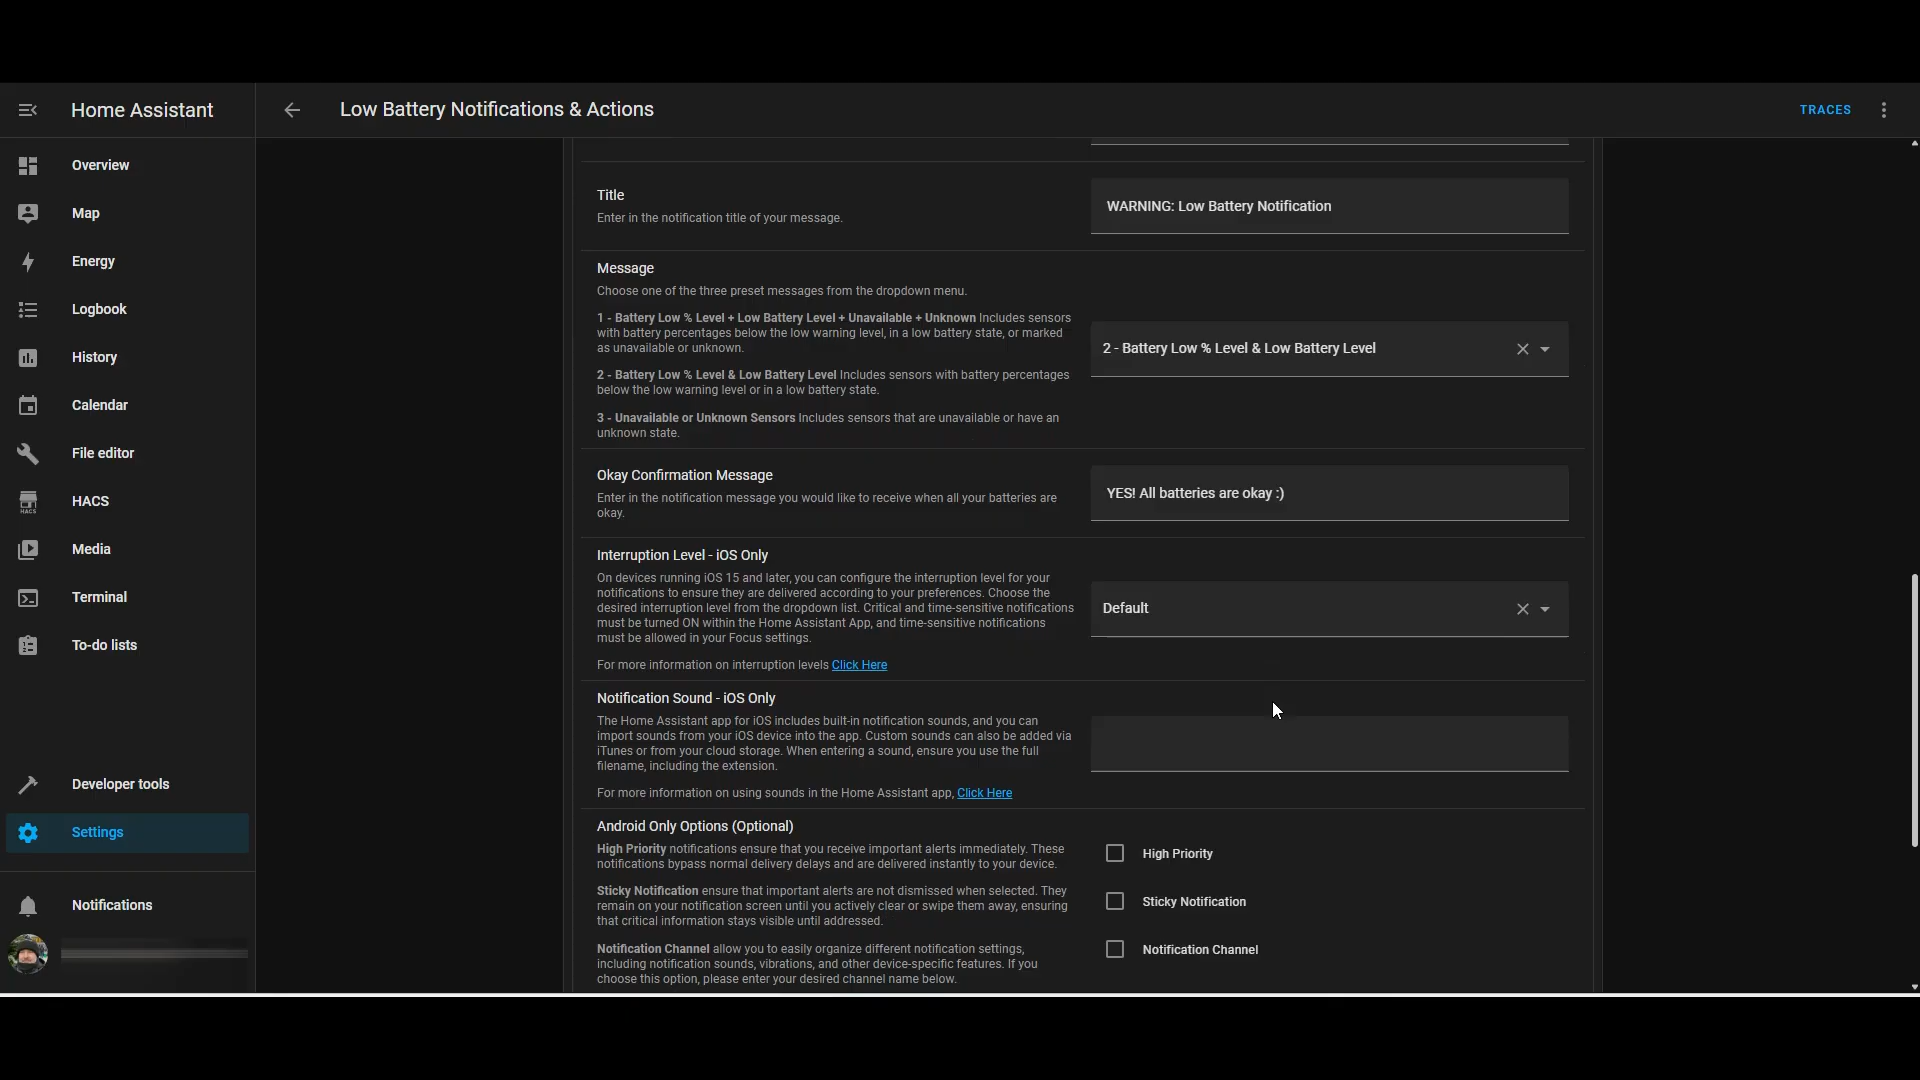 Home Assistant
Low Battery Notifications & Actions
TRACES
Overview
Map
Energy
Logbook
History
Calendar
File editor
HACS
HACS
Media
Terminal
To-do lists
Developer tools
Settings
Notifications
Title
Enter in the notification title of your message.
WARNING: Low Battery Notification
Message
Choose one of the three preset messages from the dropdown menu.
1 - Battery Low % Level + Low Battery Level + Unavailable + Unknown Includes sensors
with battery percentages below the low warning level, in a low battery state, or marked
as unavailable or unknown.
2 - Battery Low % Level & Low Battery Level Includes sensors with battery percentages
below the low warning level or in a low battery state.
3 - Unavailable or Unknown Sensors Includes sensors that are unavailable or have an
unknown state.
2 - Battery Low % Level & Low Battery Level
Okay Confirmation Message
Enter in the notification message you would like to receive when all your batteries are
okay.
YES! All batteries are okay :)
Interruption Level - iOS Only
On devices running iOS 15 and later, you can configure the interruption level for your
notifications to ensure they are delivered according to your preferences. Choose the
desired interruption level from the dropdown list. Critical and time-sensitive notifications
must be turned ON within the Home Assistant App, and time-sensitive notifications
must be allowed in your Focus settings.
For more information on interruption levels Click Here
Default
Notification Sound - iOS Only
The Home Assistant app for iOS includes built-in notification sounds, and you can
import sounds from your iOS device into the app. Custom sounds can also be added via
iTunes or from your cloud storage. When entering a sound, ensure you use the full
filename, including the extension.
For more information on using sounds in the Home Assistant app, Click Here
Android Only Options (Optional)
High Priority notifications ensure that you receive important alerts immediately. These
notifications bypass normal delivery delays and are delivered instantly to your device.
Sticky Notification ensure that important alerts are not dismissed when selected. They
remain on your notification screen until you actively clear or swipe them away, ensuring
that critical information stays visible until addressed.
Notification Channel allow you to easily organize different notification settings,
including notification sounds, vibrations, and other device-specific features. If you
choose this option, please enter your desired channel name below.
High Priority
Sticky Notification
Notification Channel